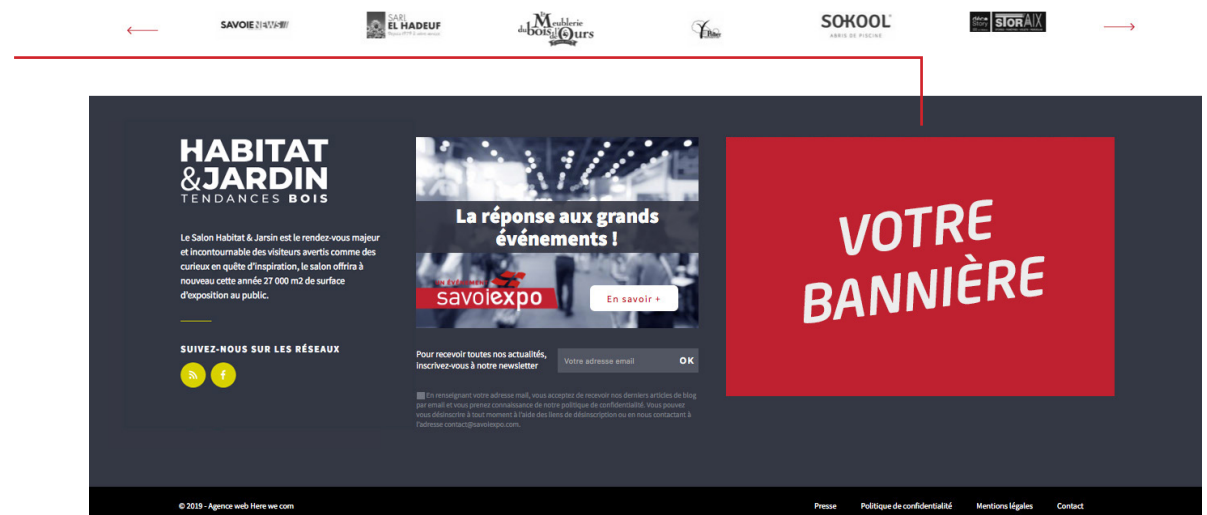 SAVOIE NEWS
SARL
EL HADEUF
la Meublerie
du bois de l'Ours
SOKOOL
ABRIS DE PISCINE
déco
Story
STORAIX
HABITAT
&JARDIN
TENDANCES BOIS
Le Salon Habitat & Jarsin est le rendez-vous majeur
et incontournable des visiteurs avertis comme des
curieux en quête d'inspiration, le salon offrira à
nouveau cette année 27 000 m2 de surface
d'exposition au public.
SUIVEZ-NOUS SUR LES RÉSEAUX
La réponse aux grands
événements !
UN ÉVÉNEMENT
savoiexpo
En savoir +
Pour recevoir toutes nos actualités,
inscrivez-vous à notre newsletter
Votre adresse email
OK
En renseignant votre adresse mail, vous acceptez de recevoir nos derniers articles de blog
par email et vous prenez connaissance de notre politique de confidentialité. Vous pouvez
vous désinscrire à tout moment à l'aide des liens de désinscription ou en nous contactant à
l'adresse contact@savoiexpo.com.
VOTRE
BANNIÈRE
© 2019 - Agence web Here we com
Presse
Politique de confidentialité
Mentions légales
Contact